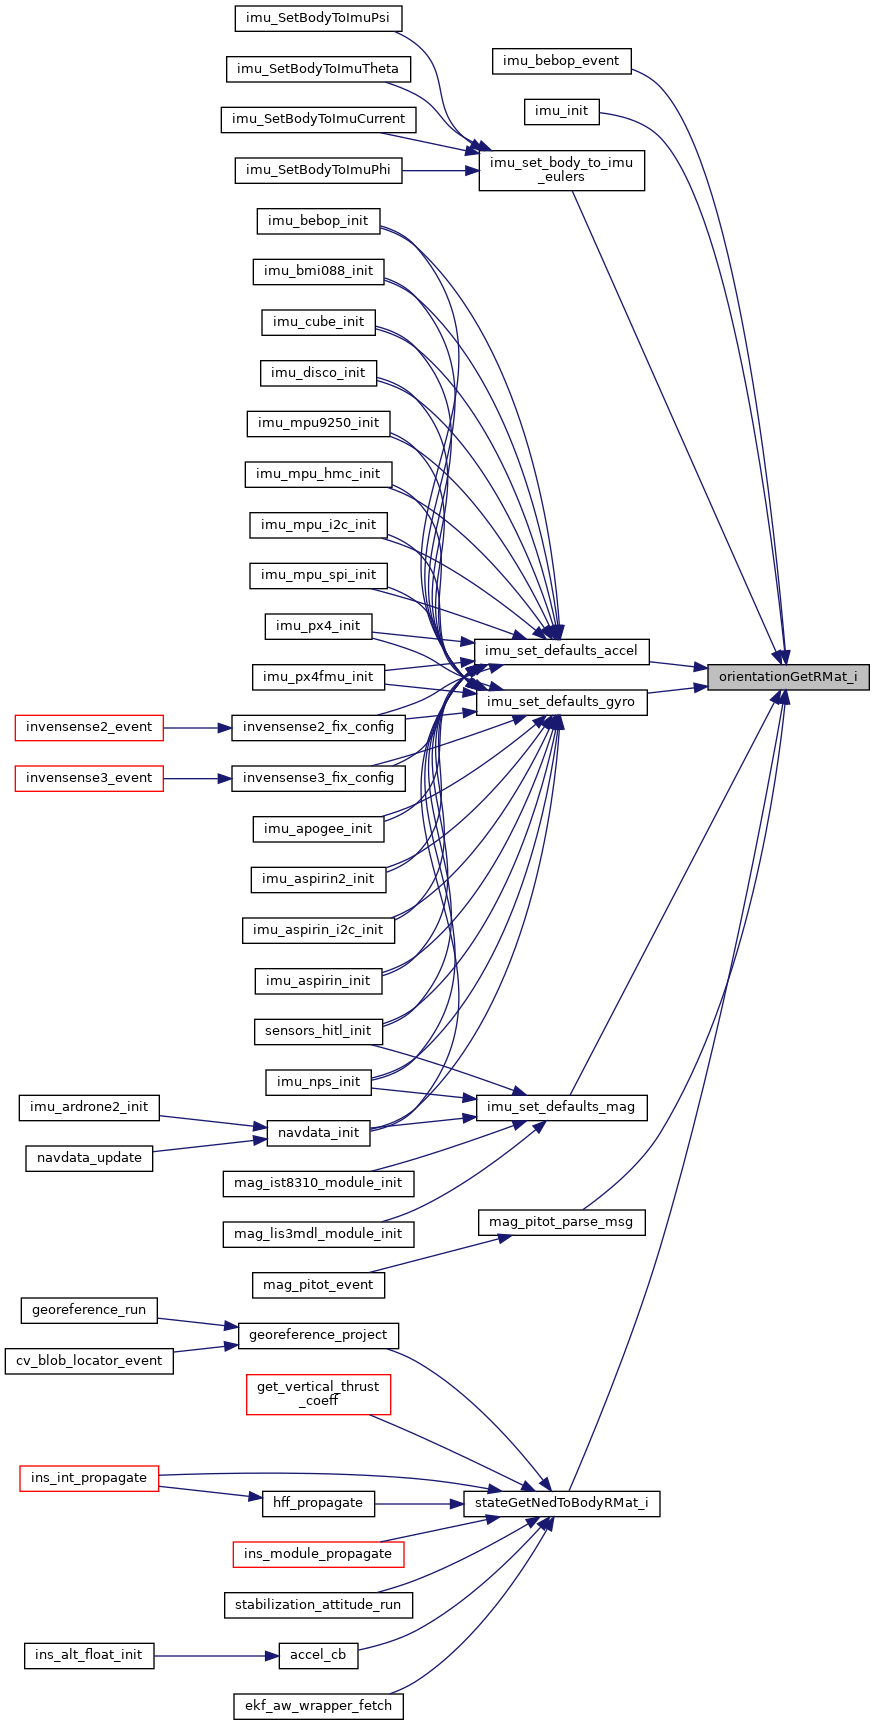 imu_SetBodyToImuPsi
imu_SetBodyToImuTheta
imu_bebop_event
imu_SetBodyToImuCurrent
imu_init
imu_SetBodyToImuPhi
imu_set_body_to_imu
_eulers
imu_bebop_init
imu_bmi088_init
imu_cube_init
imu_disco_init
imu_mpu9250_init
imu_mpu_hmc_init
imu_mpu_i2c_init
imu_mpu_spi_init
imu_px4_init
imu_set_defaults_accel
imu_px4fmu_init
orientationGetRMat_i
imu_set_defaults_gyro
invensense2_event
invensense2_fix_config
invensense3_event
invensense3_fix_config
imu_apogee_init
imu_aspirin2_init
imu_aspirin_i2c_init
imu_aspirin_init
sensors_hitl_init
imu_nps_init
imu_ardrone2_init
imu_set_defaults_mag
navdata_init
navdata_update
mag_ist8310_module_init
mag_lis3mdl_module_init
mag_pitot_parse_msg
mag_pitot_event
georeference_run
georeference_project
cv_blob_locator_event
get_vertical_thrust
_coeff
ins_int_propagate
hff_propagate
stateGetNedToBodyRMat_i
ins_module_propagate
stabilization_attitude_run
ins_alt_float_init
accel_cb
ekf_aw_wrapper_fetch